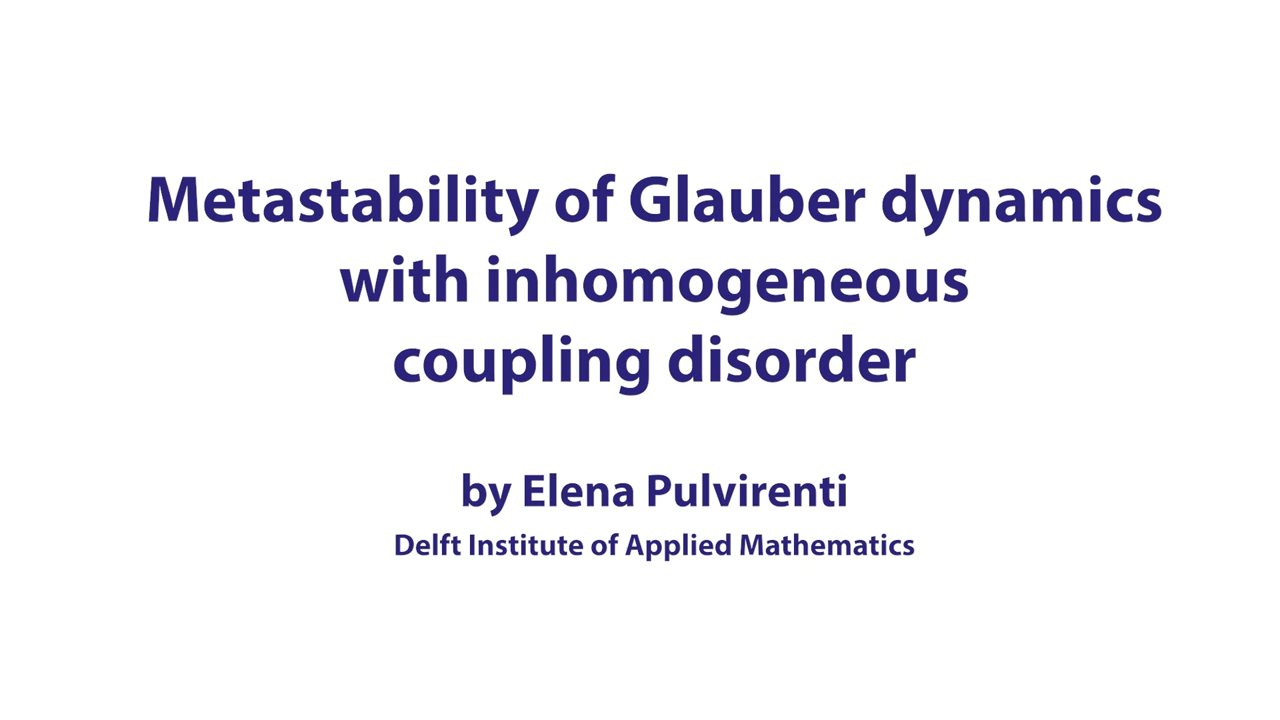 Metastability of Glauber dynamics
with inhomogeneous
coupling disorder
by Elena Pulvirenti
Delft Institute of Applied Mathematics